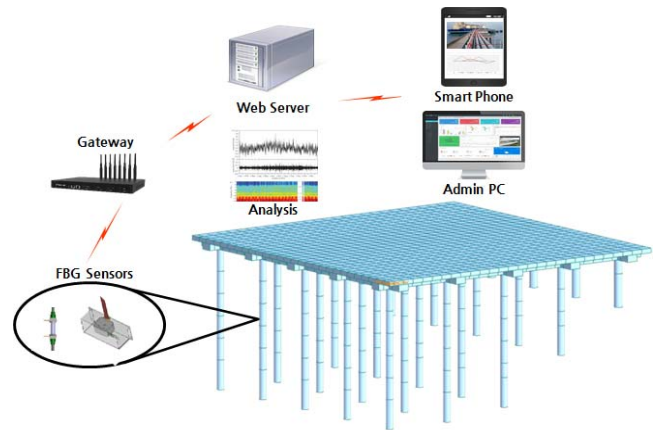 Web Server
Smart Phone
Gateway
Analysis
Admin PC
FBG Sensors